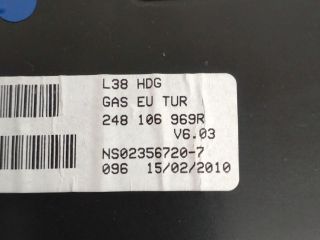 L38 HDG
GAS EU TUR
248 106 969R
V6.03
NS02356720-7
096 15/02/2010